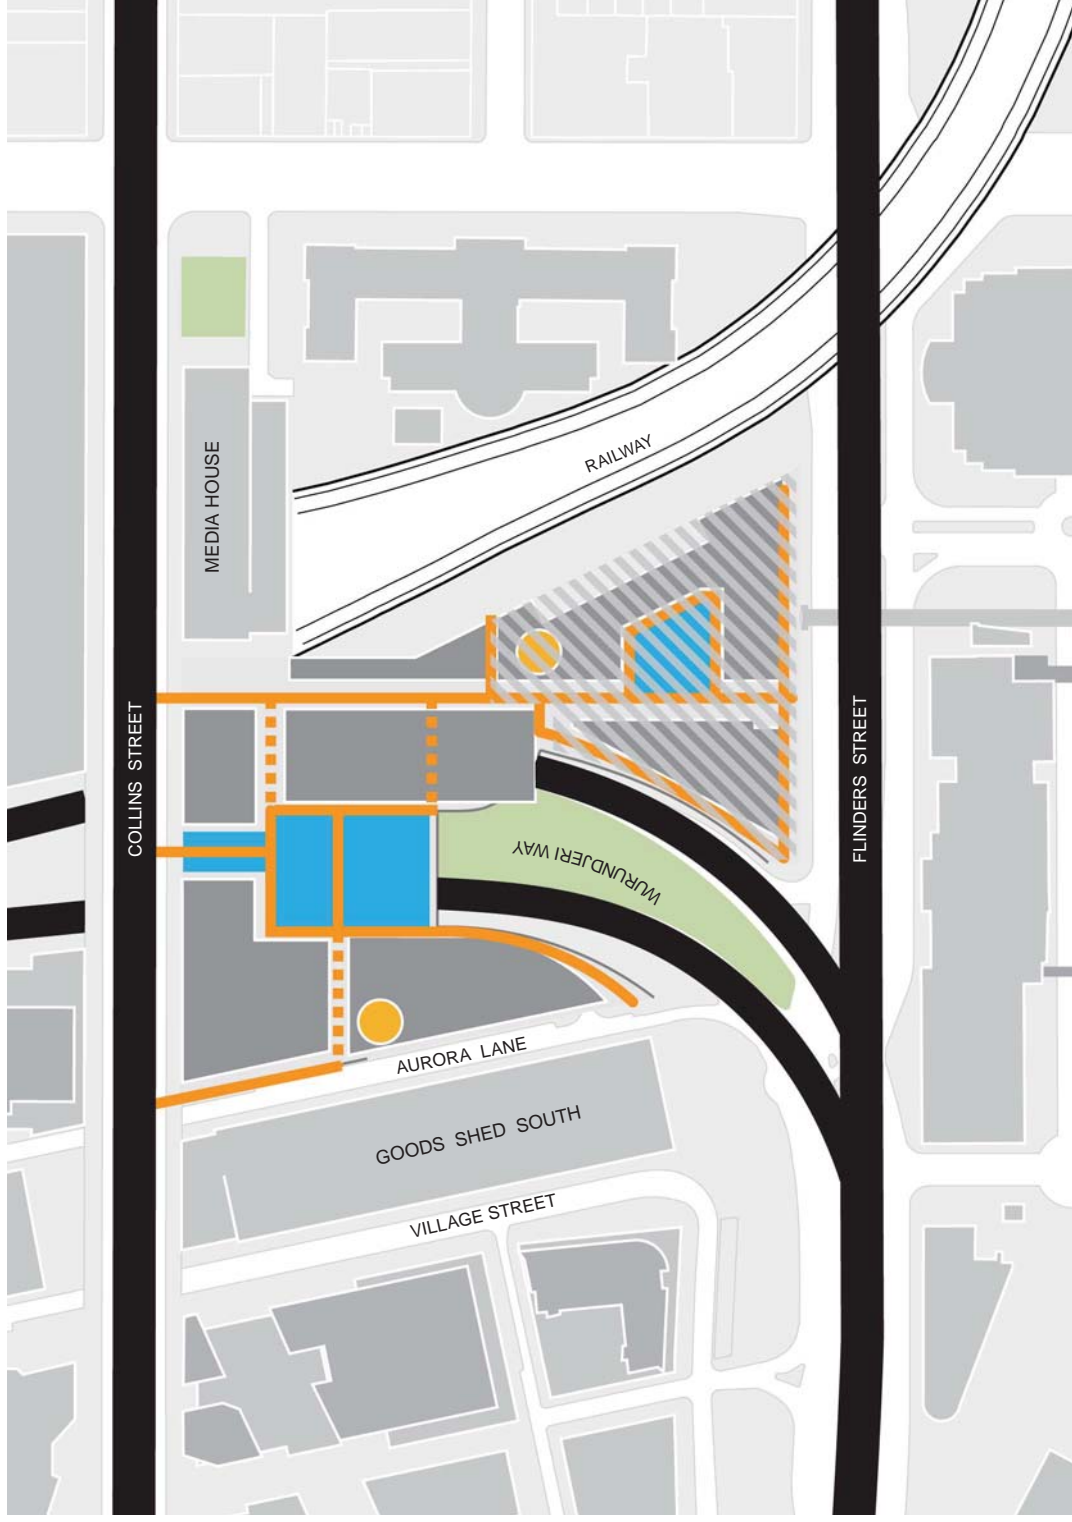 RAILWAY
MEDIA HOUSE
COLLINS STREET
FLINDERS STREET
WURUNDJERI WAY
AURORA LANE
GOODS SHED SOUTH
VILLAGE STREET